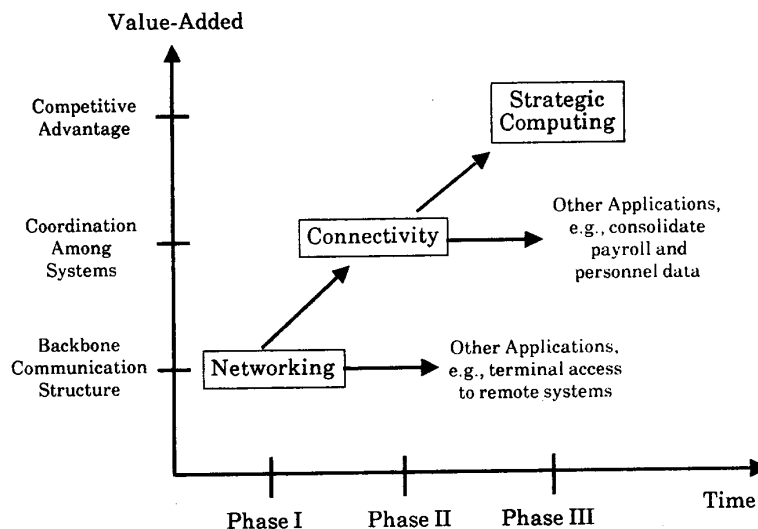 Value-Added
Competitive
Advantage
Strategic
Computing
Coordination
Among
Systems
Connectivity
Other Applications,
e.g., consolidate
payroll and
personnel data
Backbone
Communication
Structure
Networking
Other Applications,
e.g., terminal access
to remote systems
Phase I
Phase II
Phase III
Time